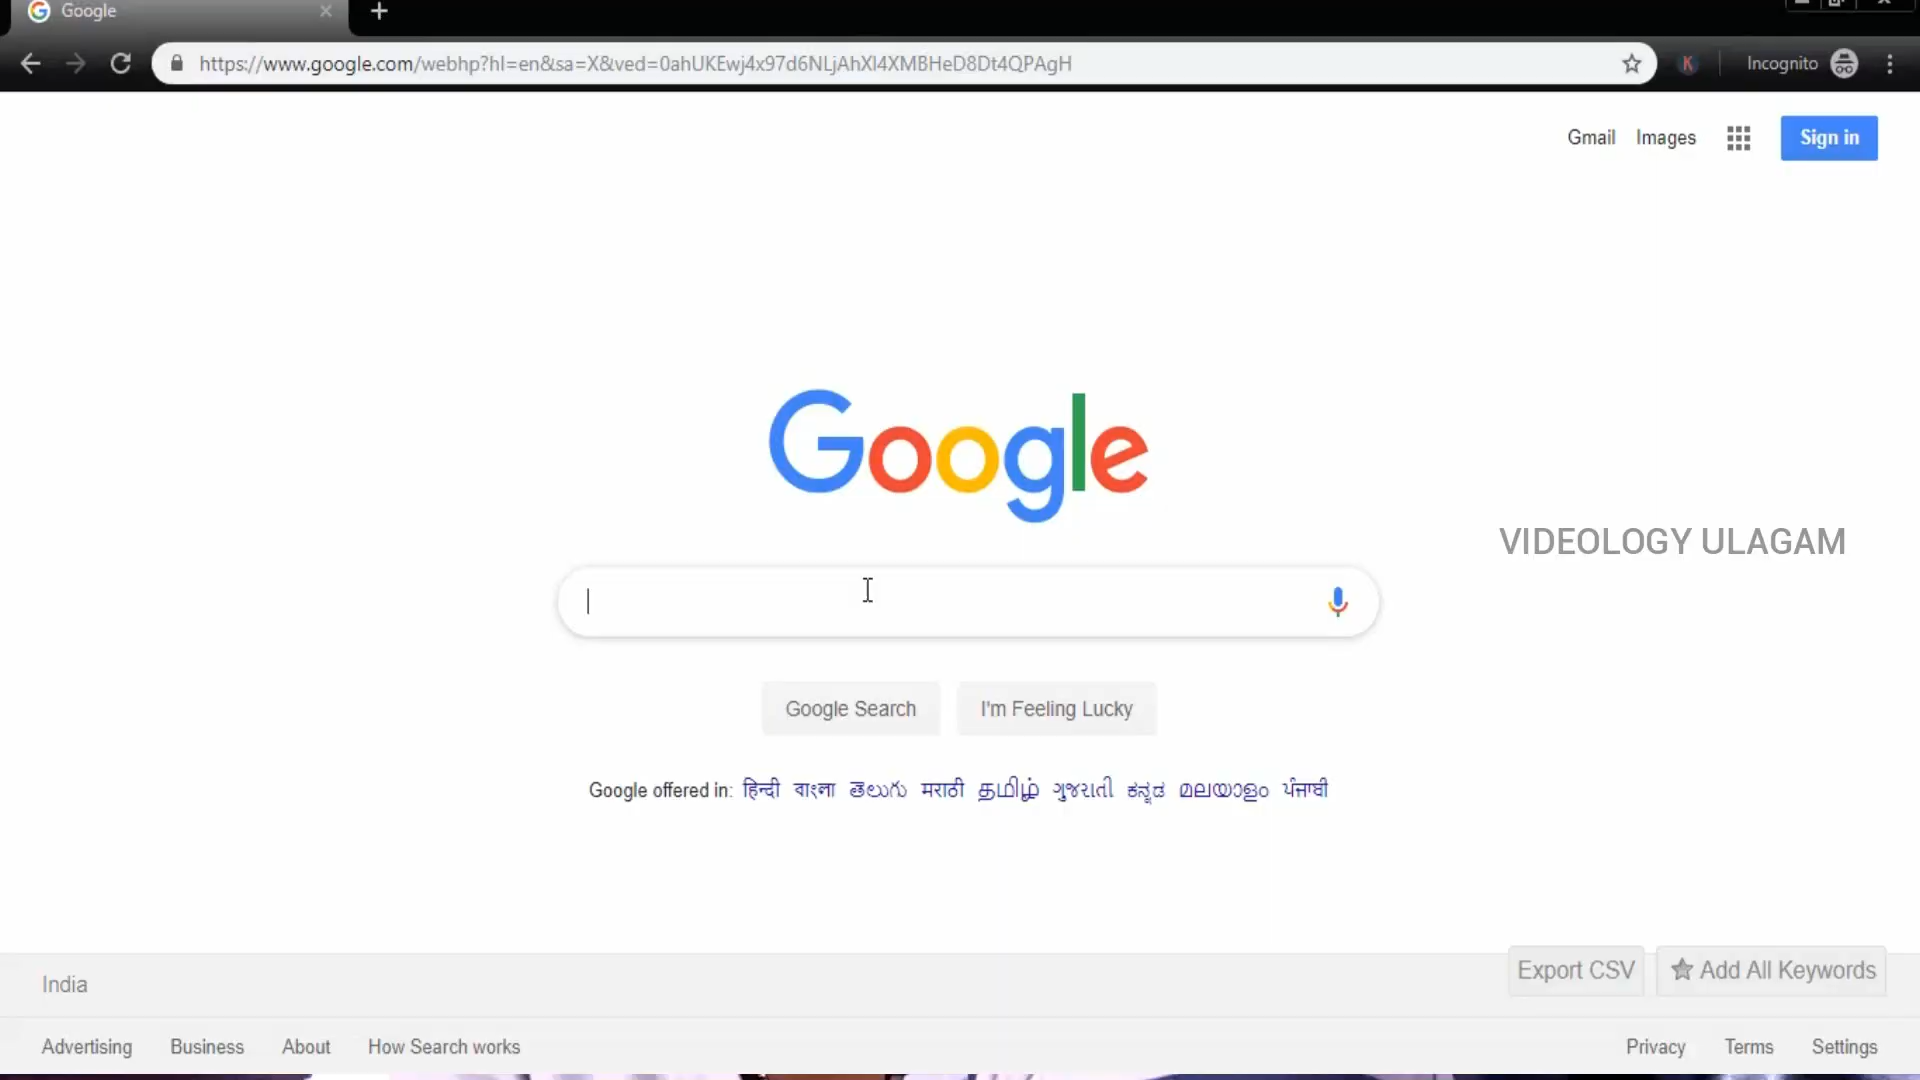 Google
https://www.google.com/webhp?hl=en&sa=X&ved=0ahUKEwj4x97d6NLjAhXI4XMBHeD8Dt4QPAgH
K
Incognito
Gmail Images Sign in
Google
VIDEOLOGY ULAGAM
Google Search I'm Feeling Lucky
Google offered in: हिन्दी বাংলা తెలుగు मराठी தமிழ் ગુજરાતી ಕನ್ನಡ മലയാളം ਪੰਜਾਬੀ
India
Export CSV Add All Keywords
Advertising Business About How Search works Privacy Terms Settings